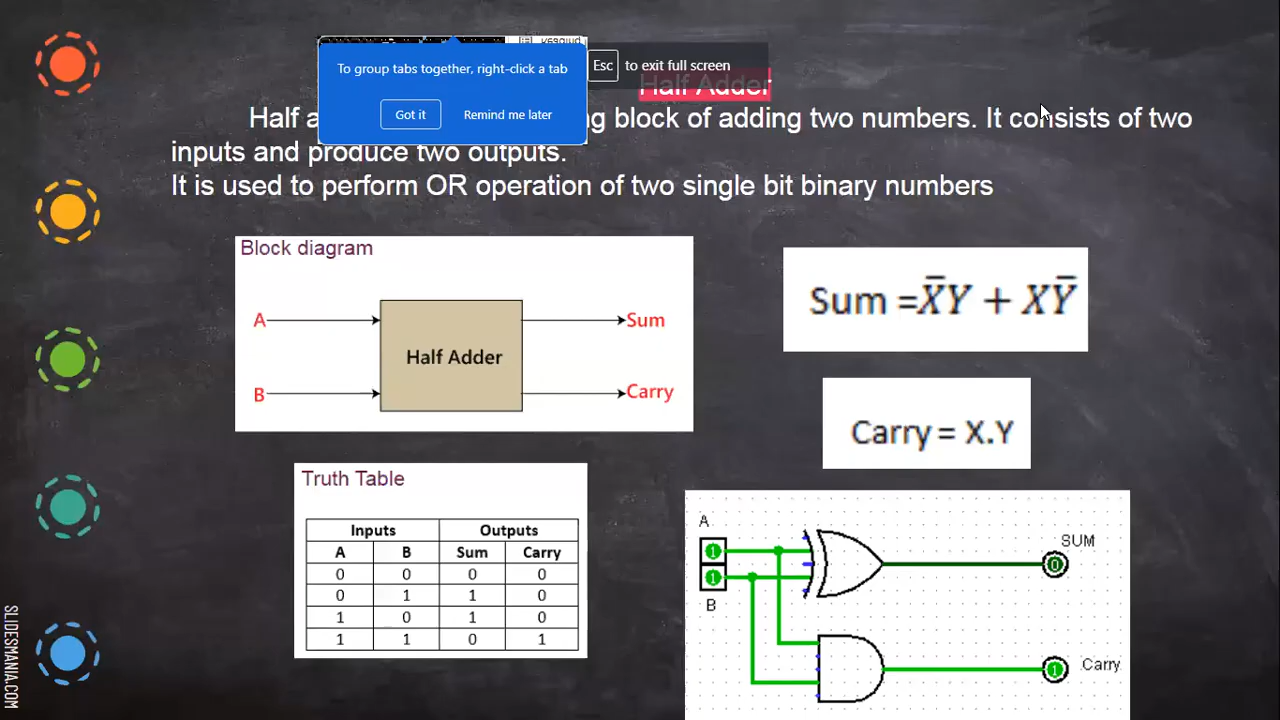 To group tabs together, right-click a tab
Got it Remind me later
Esc to exit full screen
Half Adder
Half block of adding two numbers. It consists of two
inputs and produce two outputs.
It is used to perform OR operation of two single bit binary numbers
Block diagram
A
B
Half Adder
Sum
Carry
Sum =X̅Y + XY̅
Carry = X.Y
Truth Table
Inputs Outputs
A B Sum Carry
0 0 0 0
0 1 1 0
1 0 1 0
1 1 0 1
A
1
1
B
SUM
0
Carry
1
SLIDESMANIA.COM